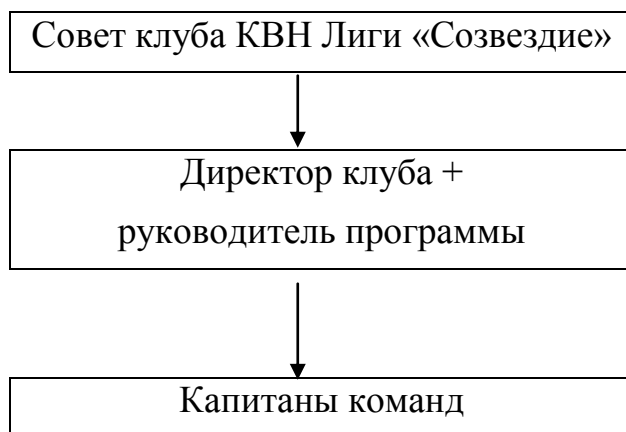 Совет клуба КВН Лиги «Созвездие»
Директор клуба +
руководитель программы
Капитаны команд